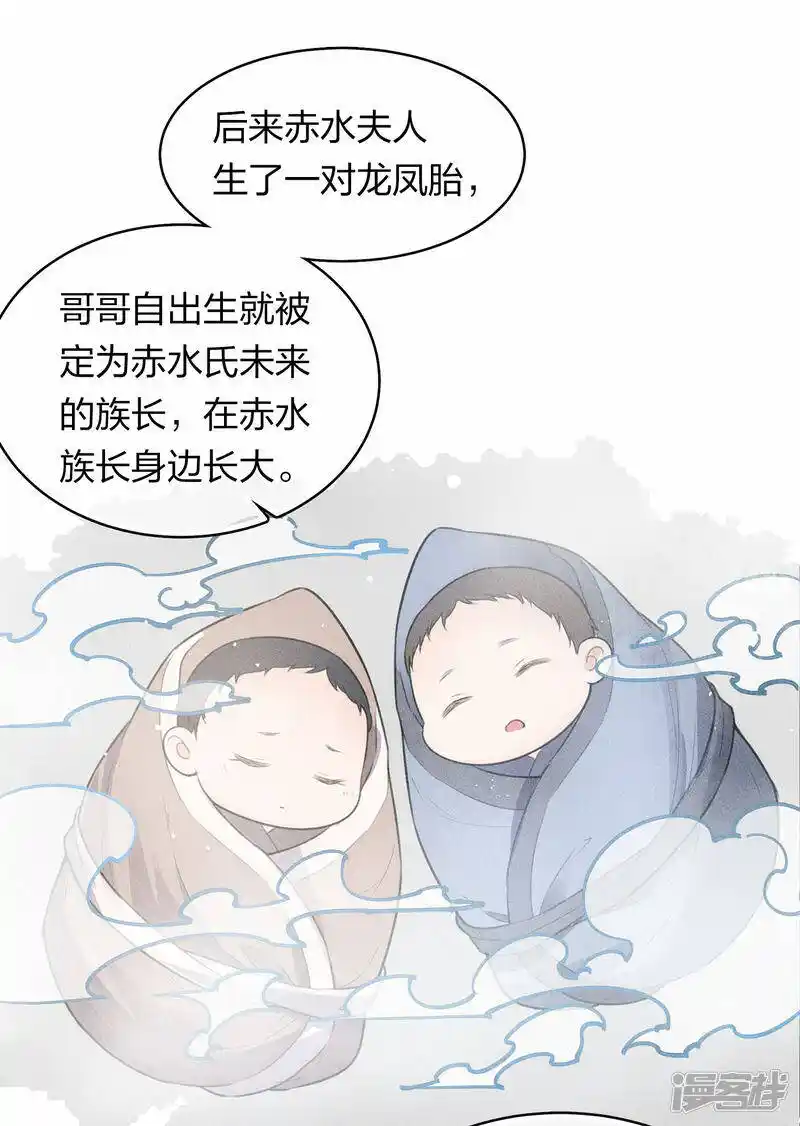 后来赤水夫人
生了一对龙凤胎，
哥哥自出生就被
定为赤水氏未来
的族长，在赤水
族长身边长大。
漫客栈